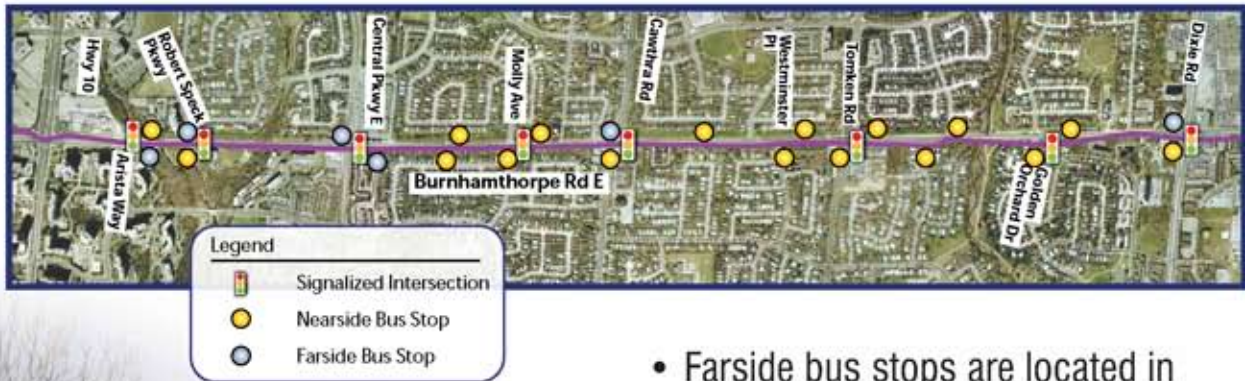 Hwy 10
Robert Speck
Pkwy
Central Pkwy E
Molly Ave
Cawthra Rd
Westminster
Pl
Tomken Rd
Dixie Rd
Arista Way
Burnhamthorpe Rd E
Golden
Orchard Dr
Legend
Signalized Intersection
Nearside Bus Stop
Farside Bus Stop
• Farside bus stops are located in